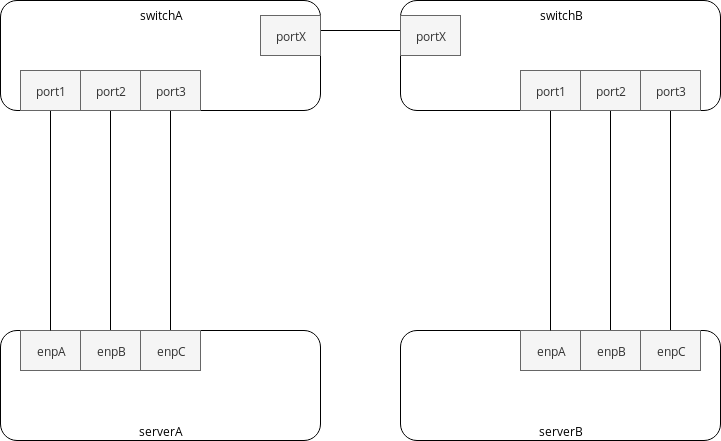 switchA
switchB
portX
portX
port1 port2 port3
port1 port2 port3
enpA enpB enpC
enpA enpB enpC
serverA
serverB